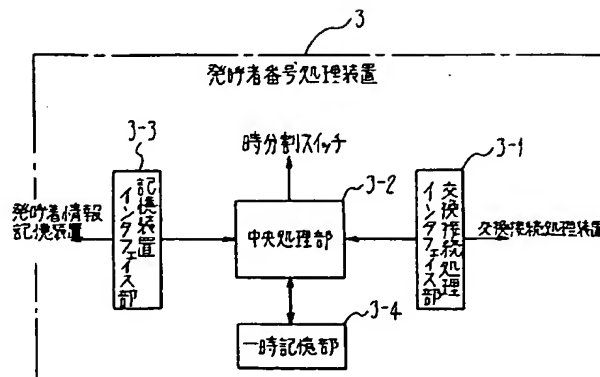 3
発呼者番号処理装置
3-3
時分割スイッチ
3-1
3-2
発呼者情報
記憶装置
記憶装置
インタフェイス部
中央処理部
交換接続処理
インタフェイス部
交換接続処理装置
3-4
一時記憶部